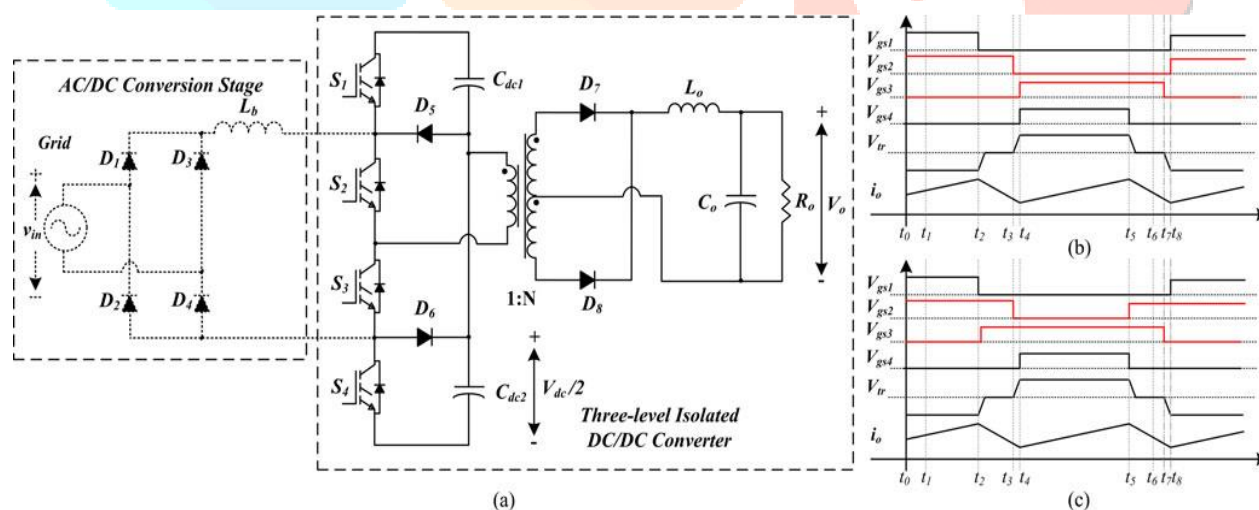 AC/DC Conversion Stage
Grid
L_b
D_1
D_3
+
v_in
--
D_2
D_4
S_1
S_2
S_3
S_4
D_5
D_6
C_dc1
C_dc2
+
V_dc/2
-
1:N
D_7
D_8
L_o
C_o
R_o
+
V_o
-
Three-level Isolated
DC/DC Converter
(a)
V_gs1
V_gs2
V_gs3
V_gs4
V_tr
i_o
t_0 t_1 t_2 t_3 t_4 t_5 t_6 t_7 t_8
(b)
V_gs1
V_gs2
V_gs3
V_gs4
V_tr
i_o
t_0 t_1 t_2 t_3 t_4 t_5 t_6 t_7 t_8
(c)